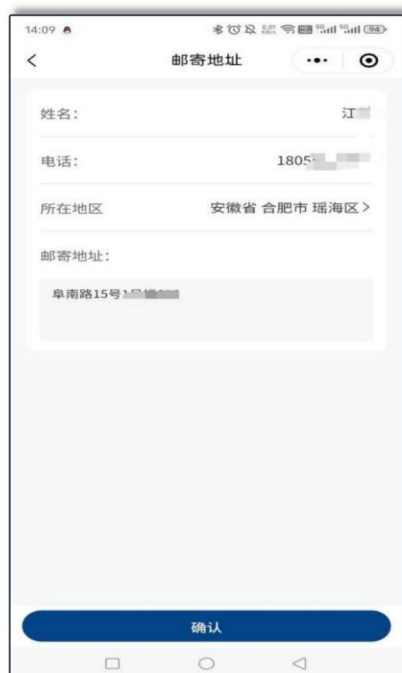 14:09
94
邮寄地址
姓名：
江
电话：
1805
所在地区 安徽省 合肥市 瑶海区>
邮寄地址：
阜南路15号
确认